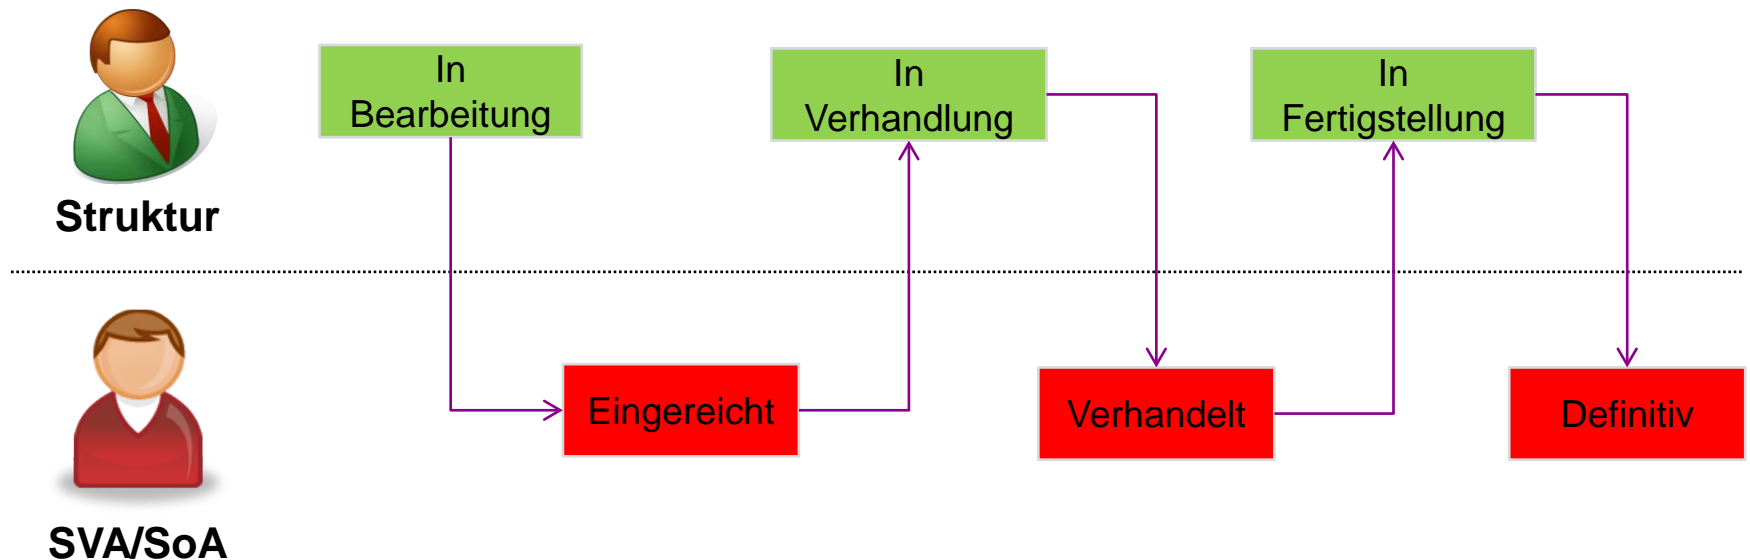 In
Bearbeitung
In
Verhandlung
In
Fertigstellung
Struktur
Eingereicht
Verhandelt
Definitiv
SVA/SoA